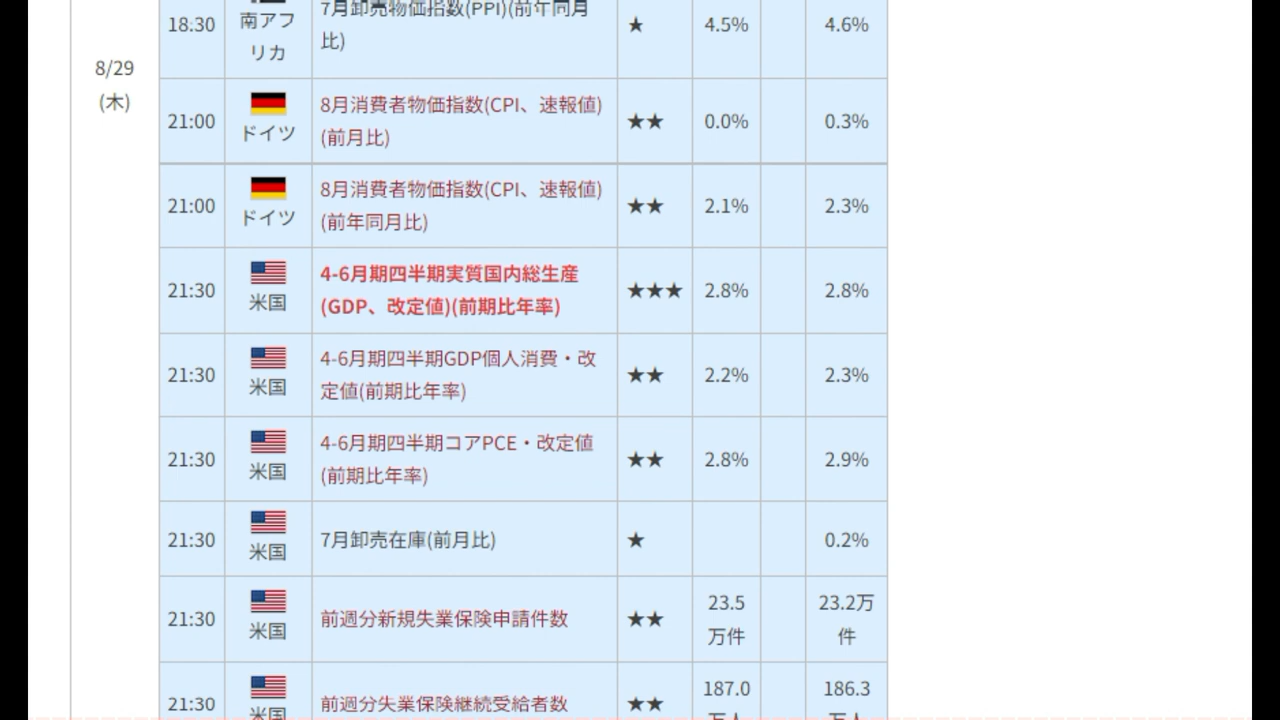 18:30
南アフ
リカ
7月卸売物価指数(PPI)(前年同月
比)
★
4.5%
4.6%
8/29
(木)
21:00
ドイツ
8月消費者物価指数(CPI、速報値)
(前月比)
★★
0.0%
0.3%
21:00
ドイツ
8月消費者物価指数(CPI、速報値)
(前年同月比)
★★
2.1%
2.3%
21:30
米国
4-6月期四半期実質国内総生産
(GDP、改定値)(前期比年率)
★★★
2.8%
2.8%
21:30
米国
4-6月期四半期GDP個人消費・改
定値(前期比年率)
★★
2.2%
2.3%
21:30
米国
4-6月期四半期コアPCE・改定値
(前期比年率)
★★
2.8%
2.9%
21:30
米国
7月卸売在庫(前月比)
★
0.2%
21:30
米国
前週分新規失業保険申請件数
★★
23.5
万件
23.2万
件
21:30
米国
前週分失業保険継続受給者数
★★
187.0
万人
186.3
万人